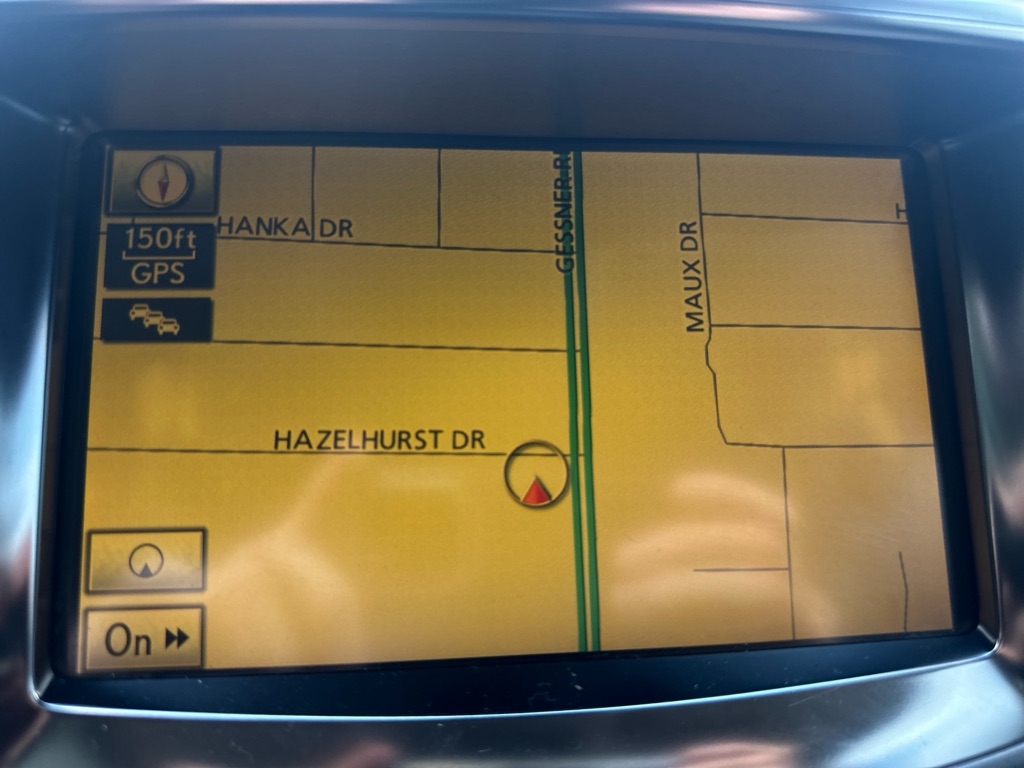 HANKA DR
150ft
GPS
GESSNER
MAUX DR
H
HAZELHURST DR
On